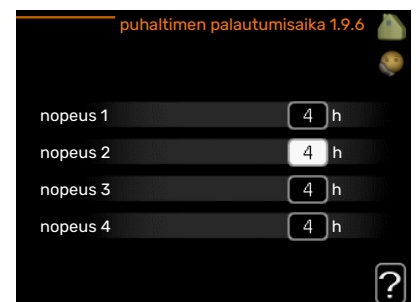 puhaltimen palautumisaika 1.9.6
nopeus 1 4 h
nopeus 2 4 h
nopeus 3 4 h
nopeus 4 4 h
?